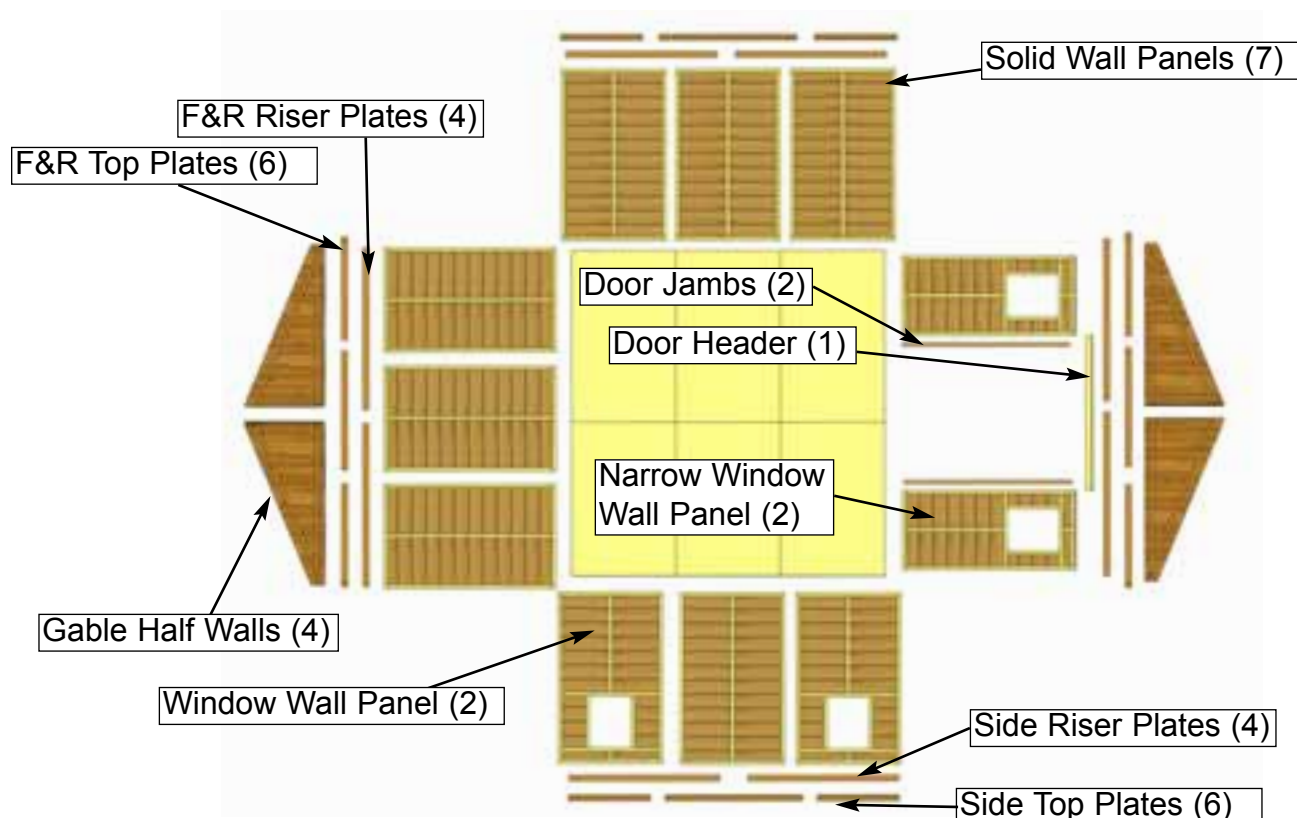 Solid Wall Panels (7)
F&R Riser Plates (4)
F&R Top Plates (6)
Door Jambs (2)
Door Header (1)
Narrow Window
Wall Panel (2)
Gable Half Walls (4)
Window Wall Panel (2)
Side Riser Plates (4)
Side Top Plates (6)